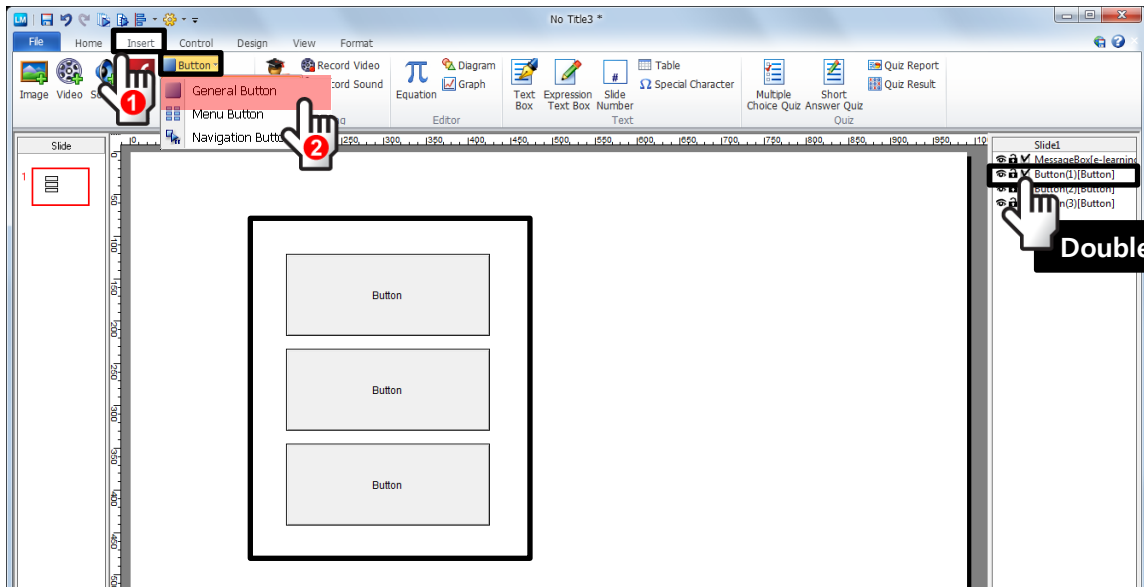 LM
No Title3 *
File Home Insert Control Design View Format
Button
General Button
Menu Button
Navigation
Image Video
Record Video
Equation
Diagram
Graph
Editor
Text Box
Expression Text Box
Slide Number
Table
Special Character
Text
Multiple Choice Quiz
Short Answer Quiz
Quiz Report
Quiz Result
Quiz
1
2
Slide
1
Slide1
MessageBox[e-learning
Button(1)[Button]
Button(2)[Button]
(3)[Button]
Double
Button
Button
Button